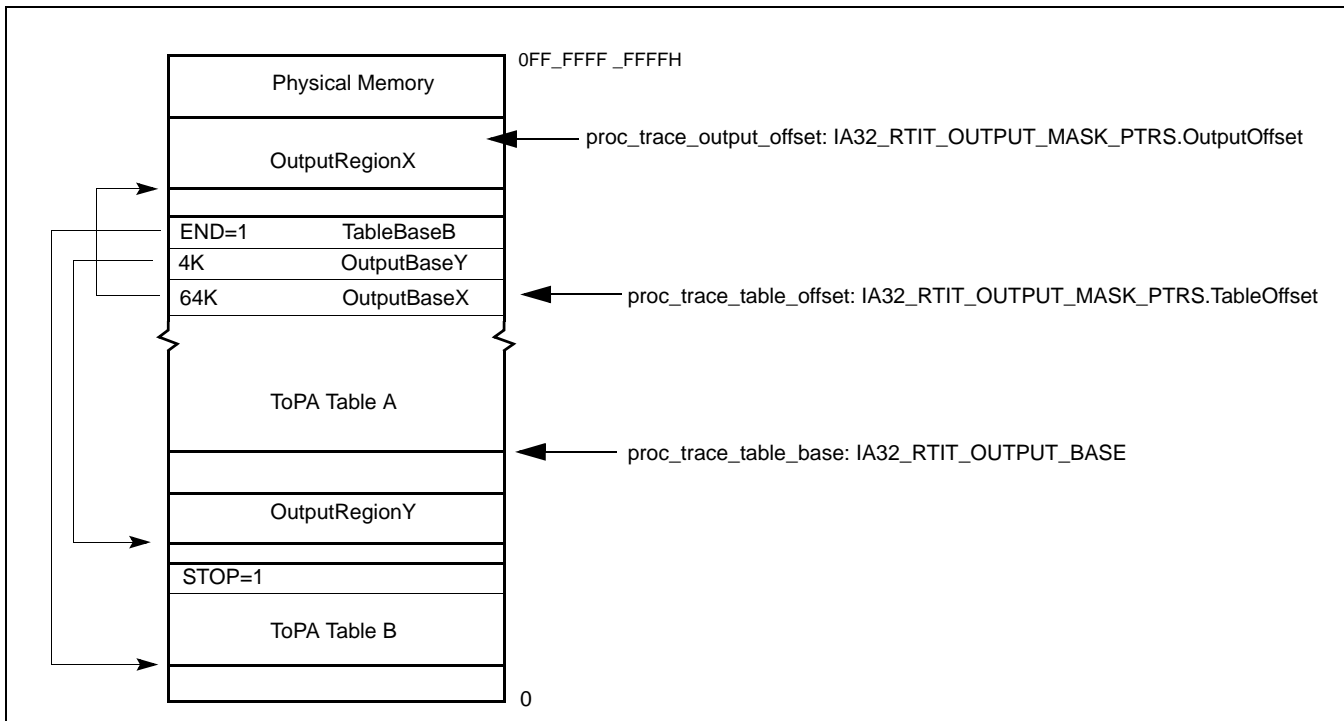 0FF_FFFF _FFFFH
Physical Memory
proc_trace_output_offset: IA32_RTIT_OUTPUT_MASK_PTRS.OutputOffset
OutputRegionX
END=1 TableBaseB
4K OutputBaseY
64K OutputBaseX
proc_trace_table_offset: IA32_RTIT_OUTPUT_MASK_PTRS.TableOffset
ToPA Table A
proc_trace_table_base: IA32_RTIT_OUTPUT_BASE
OutputRegionY
STOP=1
ToPA Table B
0